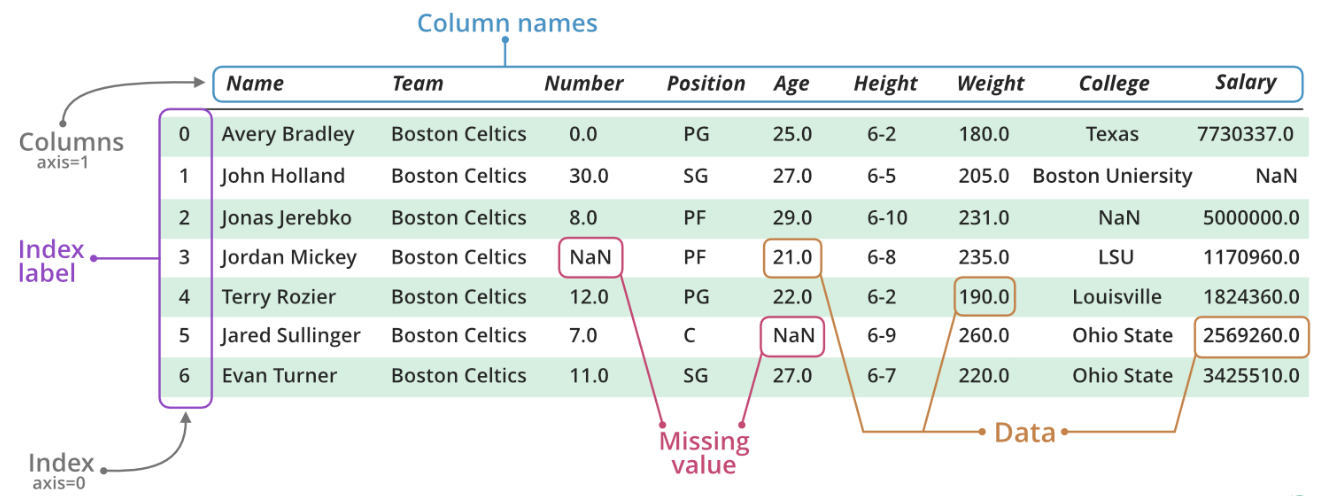 Column names
Name Team Number Position Age Height Weight College Salary
Columns
axis=1
0 Avery Bradley Boston Celtics 0.0 PG 25.0 6-2 180.0 Texas 7730337.0
1 John Holland Boston Celtics 30.0 SG 27.0 6-5 205.0 Boston Uniersity NaN
2 Jonas Jerebko Boston Celtics 8.0 PF 29.0 6-10 231.0 NaN 5000000.0
Index
label
3 Jordan Mickey Boston Celtics NaN PF 21.0 6-8 235.0 LSU 1170960.0
4 Terry Rozier Boston Celtics 12.0 PG 22.0 6-2 190.0 Louisville 1824360.0
5 Jared Sullinger Boston Celtics 7.0 C NaN 6-9 260.0 Ohio State 2569260.0
6 Evan Turner Boston Celtics 11.0 SG 27.0 6-7 220.0 Ohio State 3425510.0
Missing
value
Data
Index
axis=0